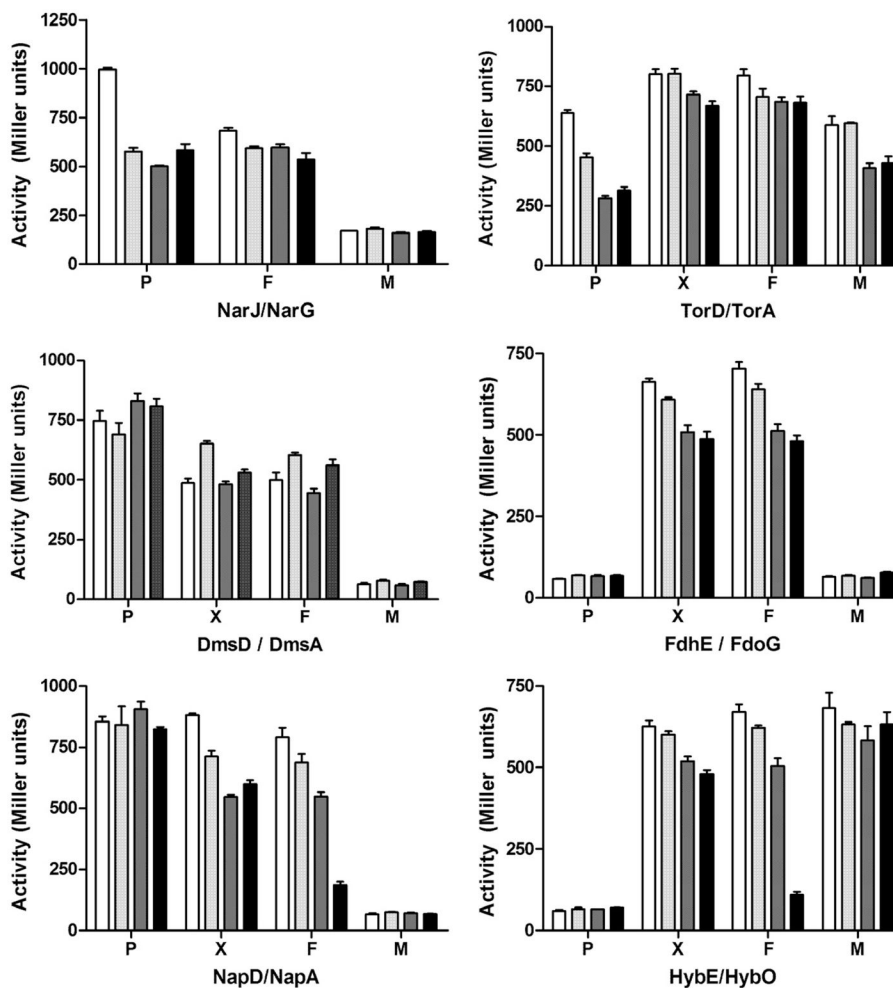 1250
1000
750
500
250
0
Activity (Miller units)
P F M
NarJ/NarG
1000
750
500
250
0
Activity (Miller units)
P X F M
TorD/TorA
1000
750
500
250
0
Activity (Miller units)
P X F M
DmsD / DmsA
750
500
250
0
Activity (Miller units)
P X F M
FdhE / FdoG
1000
750
500
250
0
Activity (Miller units)
P X F M
NapD/NapA
750
500
250
0
Activity (Miller units)
P X F M
HybE/HybO